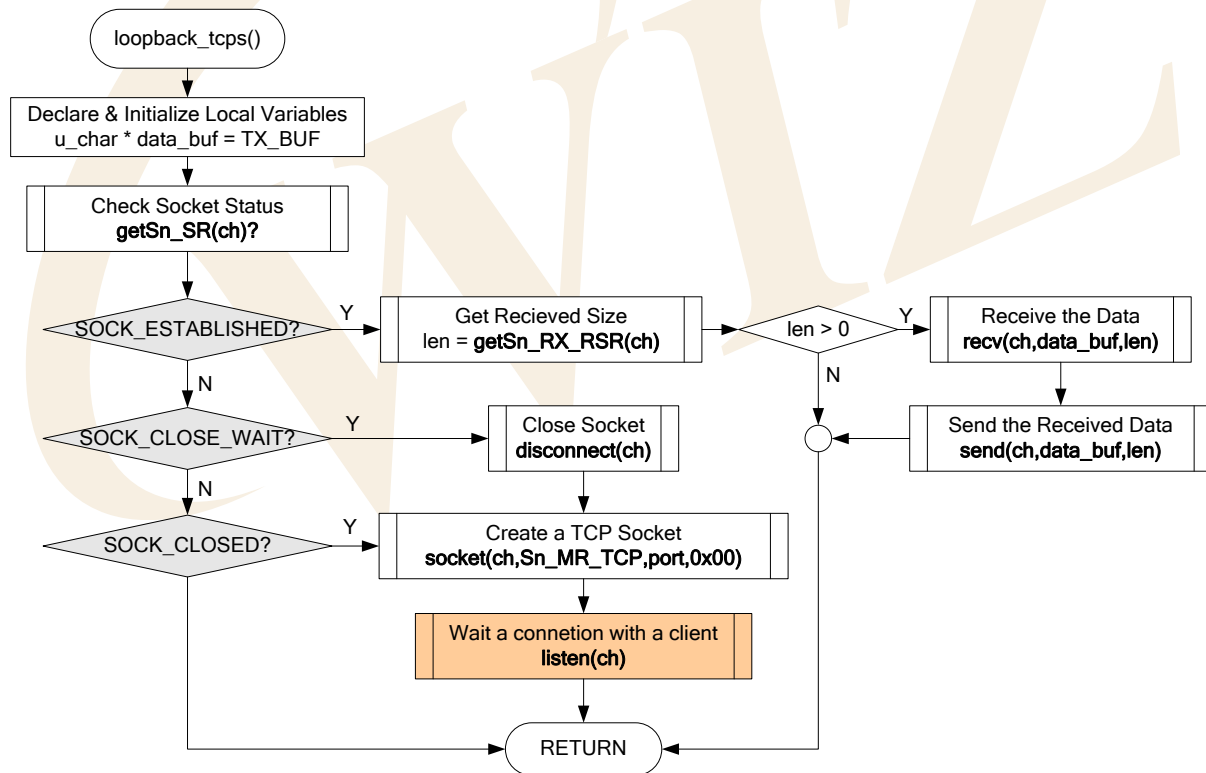 loopback_tcps()
Declare & Initialize Local Variables
u_char * data_buf = TX_BUF
Check Socket Status
getSn_SR(ch)?
SOCK_ESTABLISHED?
Y
Get Recieved Size
len = getSn_RX_RSR(ch)
len > 0
Y
Receive the Data
recv(ch,data_buf,len)
N
N
Send the Received Data
send(ch,data_buf,len)
SOCK_CLOSE_WAIT?
Y
Close Socket
disconnect(ch)
N
SOCK_CLOSED?
Y
Create a TCP Socket
socket(ch,Sn_MR_TCP,port,0x00)
Wait a connetion with a client
listen(ch)
RETURN
WIZ